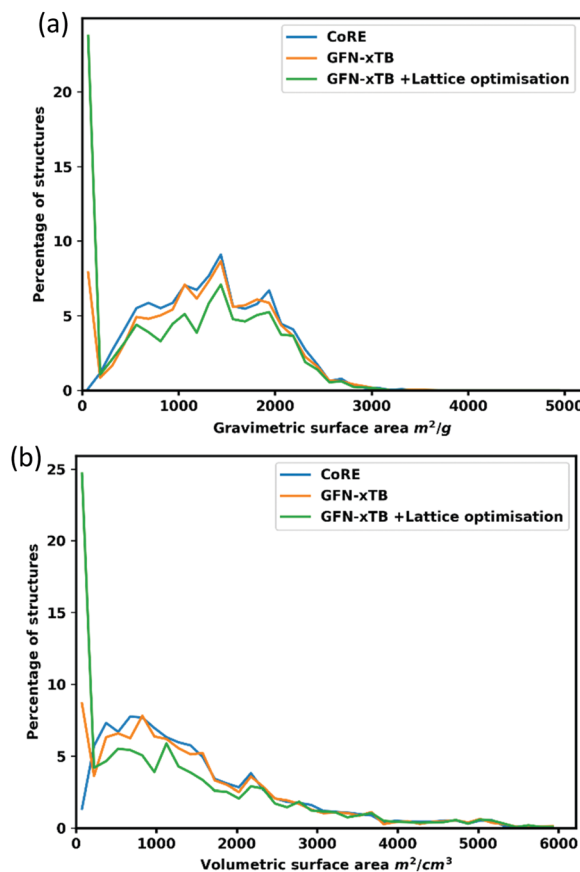 (a)
CoRE
GFN-xTB
GFN-xTB +Lattice optimisation
Percentage of structures
20
15
10
5
0
0 1000 2000 3000 4000 5000
Gravimetric surface area m²/g
(b)
CoRE
GFN-xTB
GFN-xTB +Lattice optimisation
Percentage of structures
25
20
15
10
5
0
0 1000 2000 3000 4000 5000 6000
Volumetric surface area m²/cm³